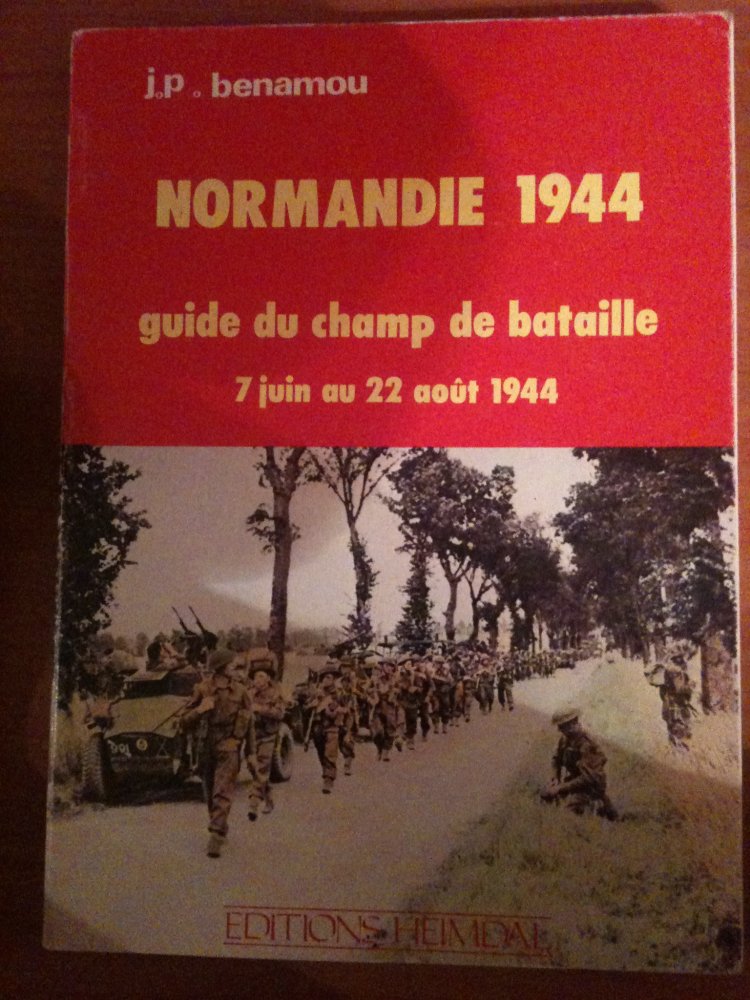 j.p. benamou
NORMANDIE 1944
guide du champ de bataille
7 juin au 22 août 1944
EDITIONS HEIMDAL